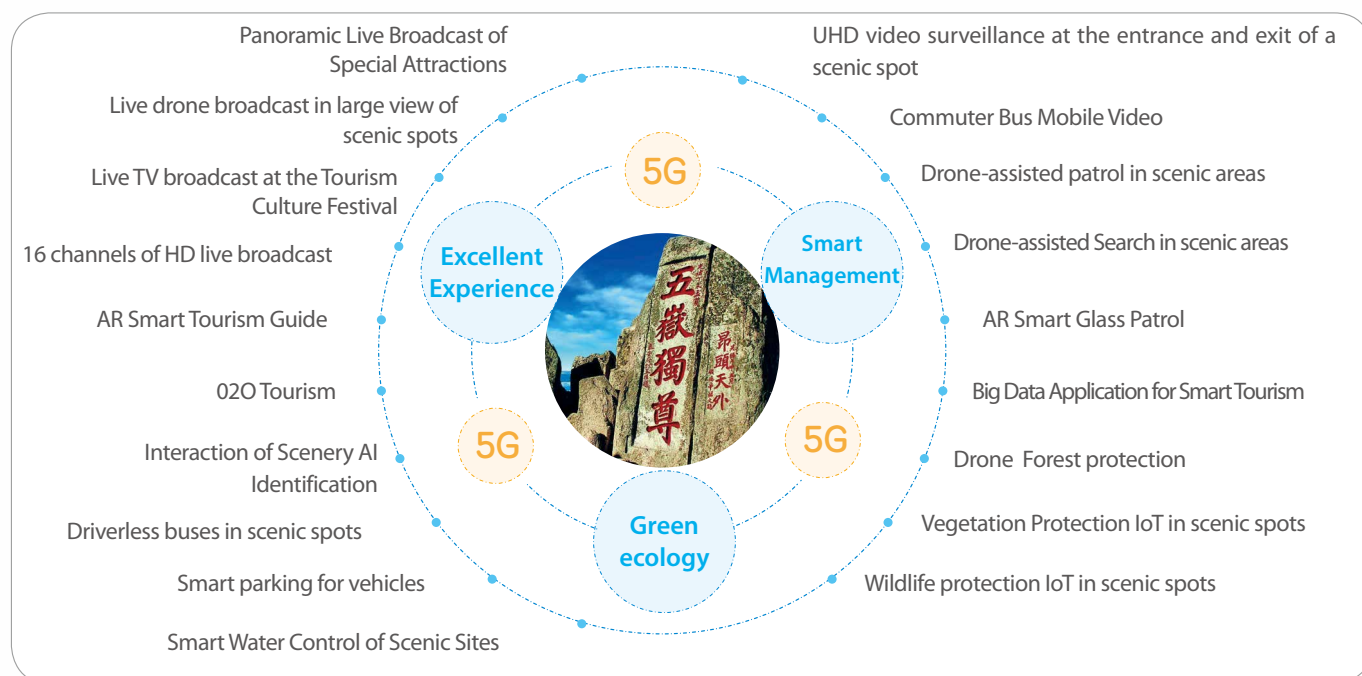 Panoramic Live Broadcast of
Special Attractions
Live drone broadcast in large view of
scenic spots
Live TV broadcast at the Tourism
Culture Festival
16 channels of HD live broadcast
AR Smart Tourism Guide
02O Tourism
Interaction of Scenery AI
Identification
Driverless buses in scenic spots
Smart parking for vehicles
Smart Water Control of Scenic Sites
5G
Excellent
Experience
Smart
Management
五嶽獨尊
昂頭天外
5G
5G
Green
ecology
UHD video surveillance at the entrance and exit of a
scenic spot
Commuter Bus Mobile Video
Drone-assisted patrol in scenic areas
Drone-assisted Search in scenic areas
AR Smart Glass Patrol
Big Data Application for Smart Tourism
Drone Forest protection
Vegetation Protection IoT in scenic spots
Wildlife protection IoT in scenic spots